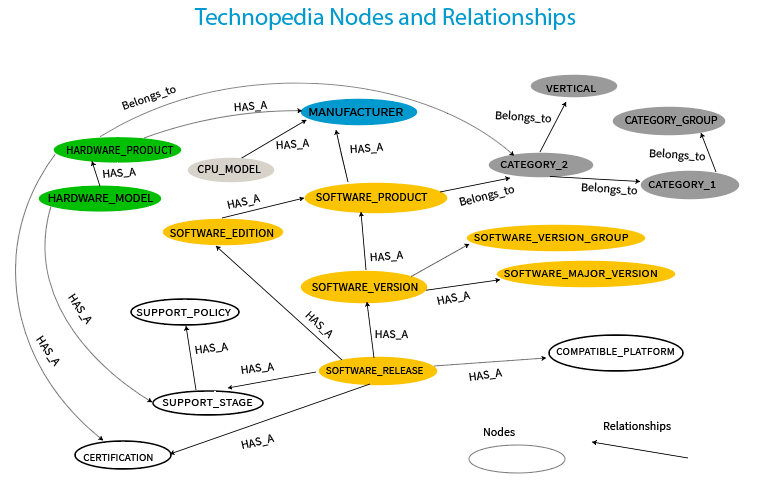 Technopedia Nodes and Relationships
Belongs_to
HAS_A
MANUFACTURER
VERTICAL
Belongs_to
CATEGORY_GROUP
HARDWARE_PRODUCT
HAS_A
HAS_A
Belongs_to
HAS_A
CPU_MODEL
CATEGORY_2
CATEGORY_1
Belongs_to
HARDWARE_MODEL
HAS_A
SOFTWARE_PRODUCT
Belongs_to
SOFTWARE_EDITION
SOFTWARE_VERSION_GROUP
HAS_A
SOFTWARE_MAJOR_VERSION
SOFTWARE_VERSION
HAS_A
HAS_A
SUPPORT_POLICY
HAS_A
HAS_A
HAS_A
HAS_A
COMPATIBLE_PLATFORM
HAS_A
SOFTWARE_RELEASE
HAS_A
SUPPORT_STAGE
HAS_A
CERTIFICATION
Nodes
Relationships